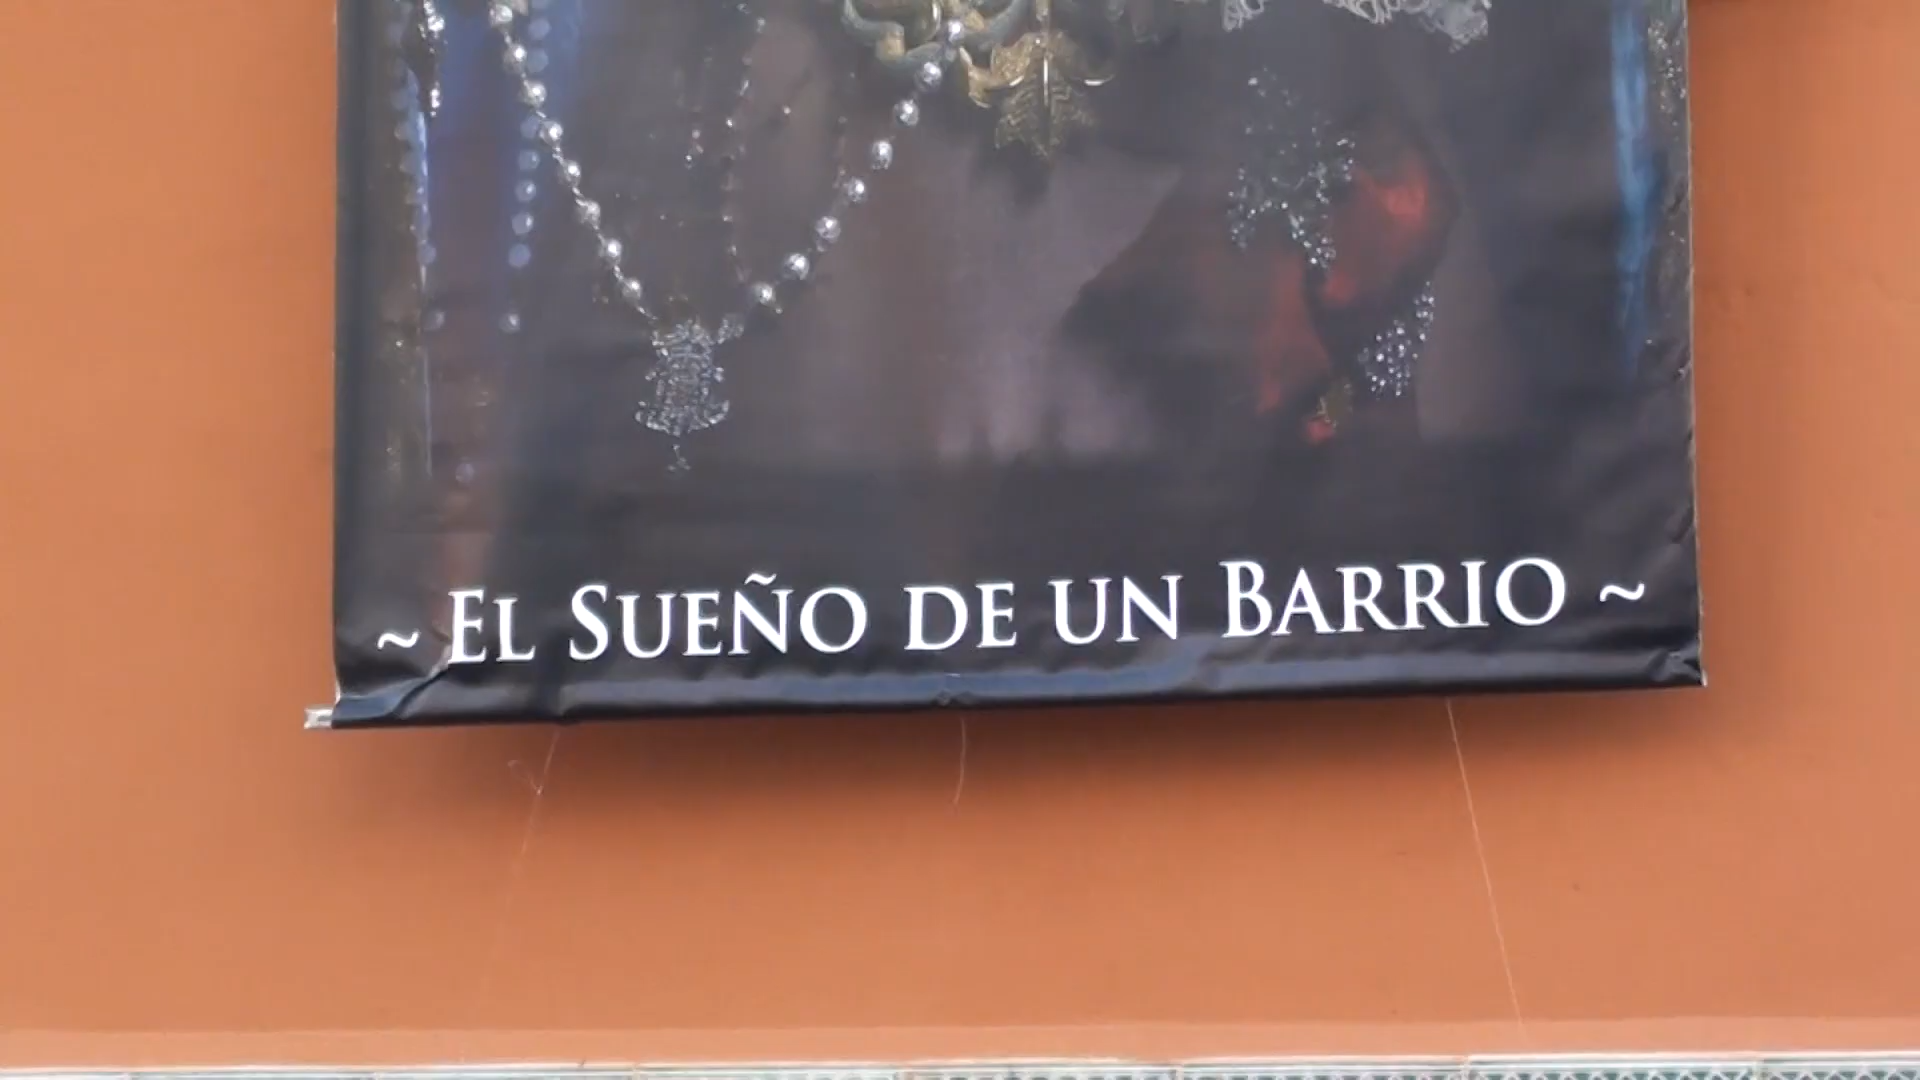 ~ EL SUEÑO DE UN BARRIO ~